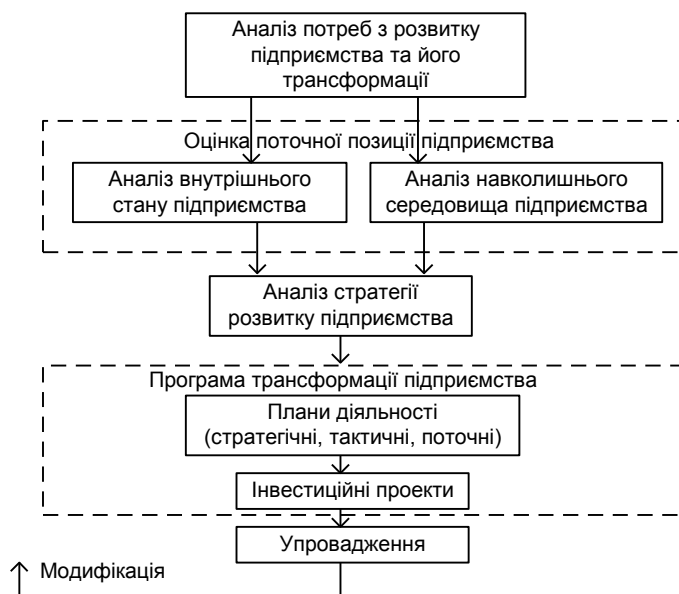 Аналіз потреб з розвитку
підприємства та його
трансформації
Оцінка поточної позиції підприємства
Аналіз внутрішнього
стану підприємства
Аналіз навколишнього
середовища підприємства
Аналіз стратегії
розвитку підприємства
Програма трансформації підприємства
Плани діяльності
(стратегічні, тактичні, поточні)
Інвестиційні проекти
Упровадження
Модифікація